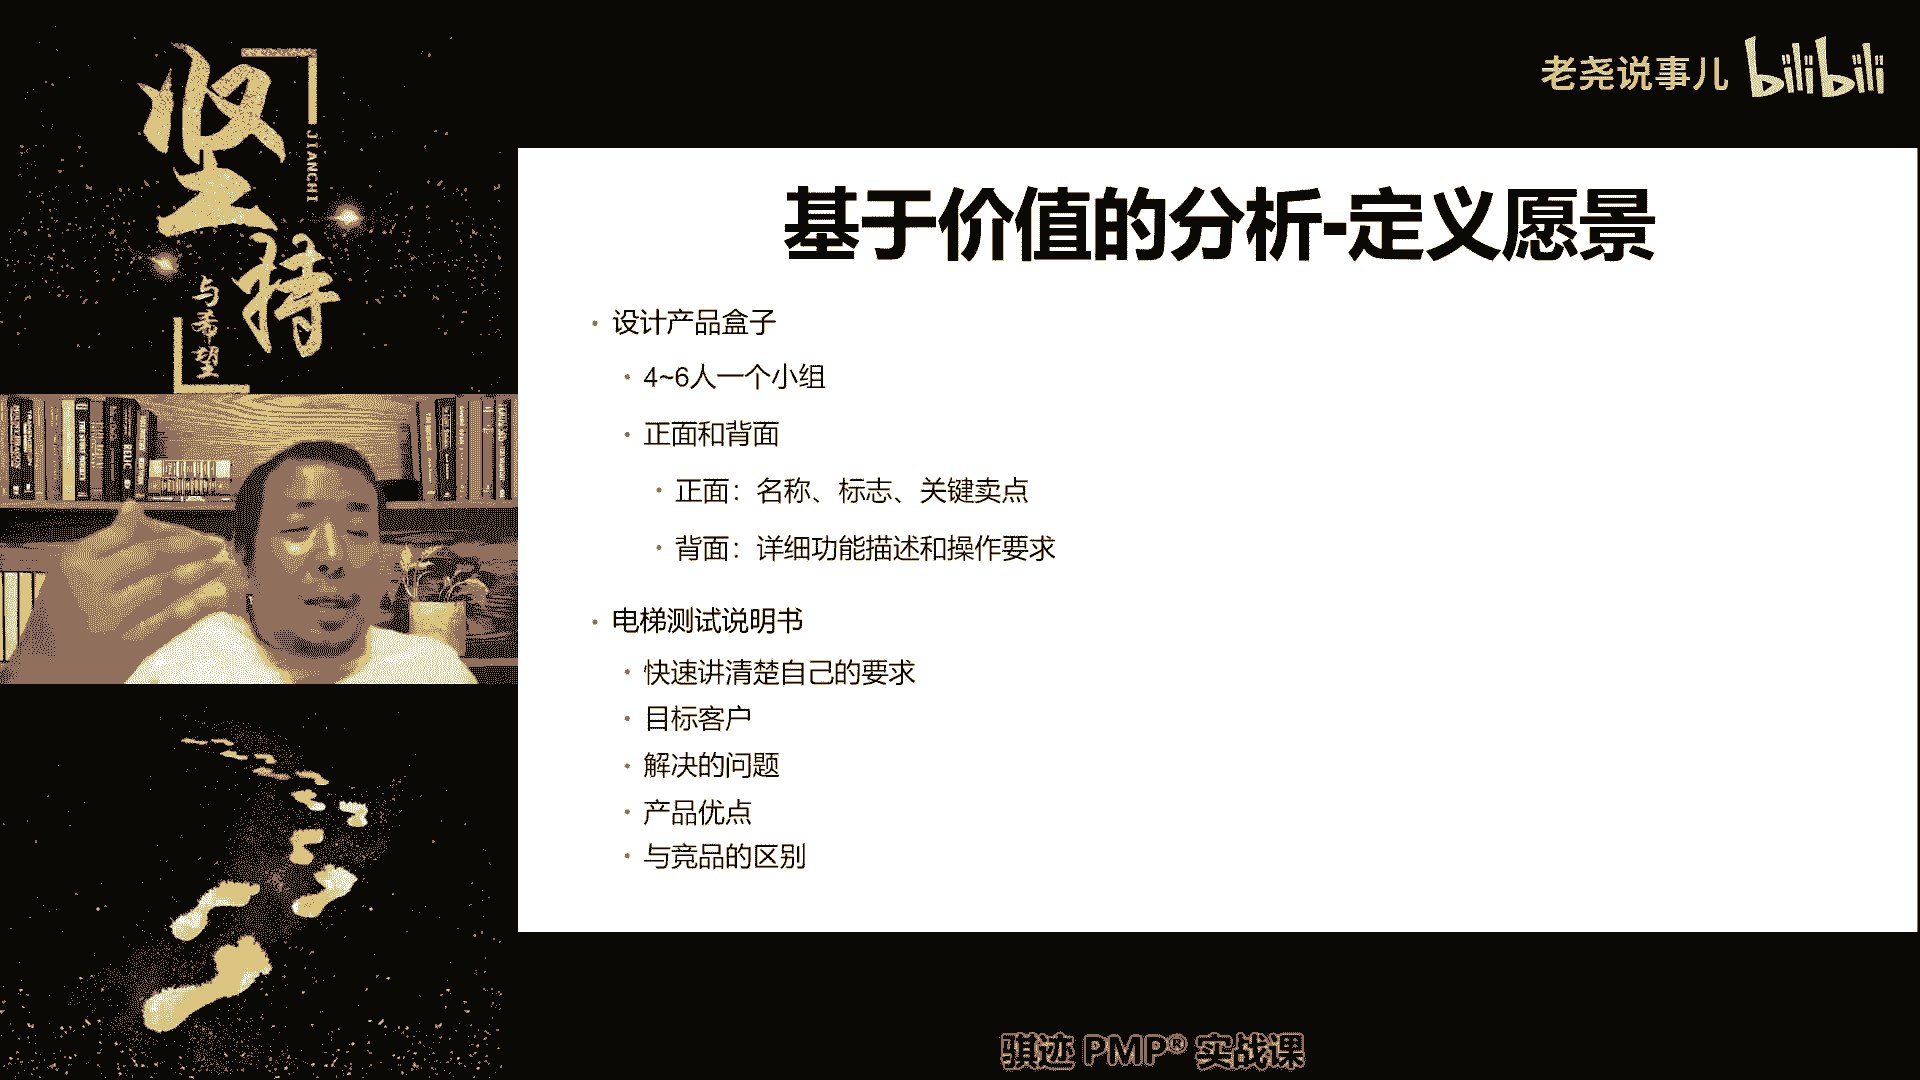 坚持
JIANCHI
与希望
老尧说事儿 bilibili
基于价值的分析-定义愿景
· 设计产品盒子
· 4~6人一个小组
· 正面和背面
· 正面：名称、标志、关键卖点
· 背面：详细功能描述和操作要求
· 电梯测试说明书
· 快速讲清楚自己的要求
· 目标客户
· 解决的问题
· 产品优点
· 与竞品的区别
骐迹 PMP® 实战课